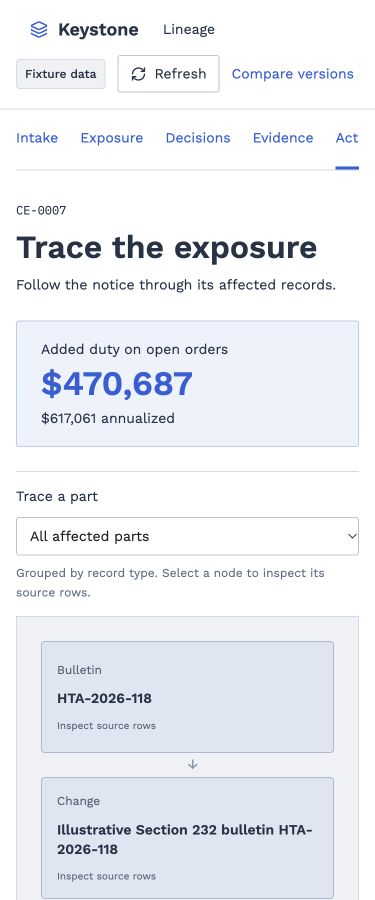 Keystone Lineage
Fixture data Refresh Compare versions
Intake Exposure Decisions Evidence Act
CE-0007
Trace the exposure
Follow the notice through its affected records.
Added duty on open orders
$470,687
$617,061 annualized
Trace a part
All affected parts
Grouped by record type. Select a node to inspect its
source rows.
Bulletin
HTA-2026-118
Inspect source rows
Change
Illustrative Section 232 bulletin HTA-
2026-118
Inspect source rows